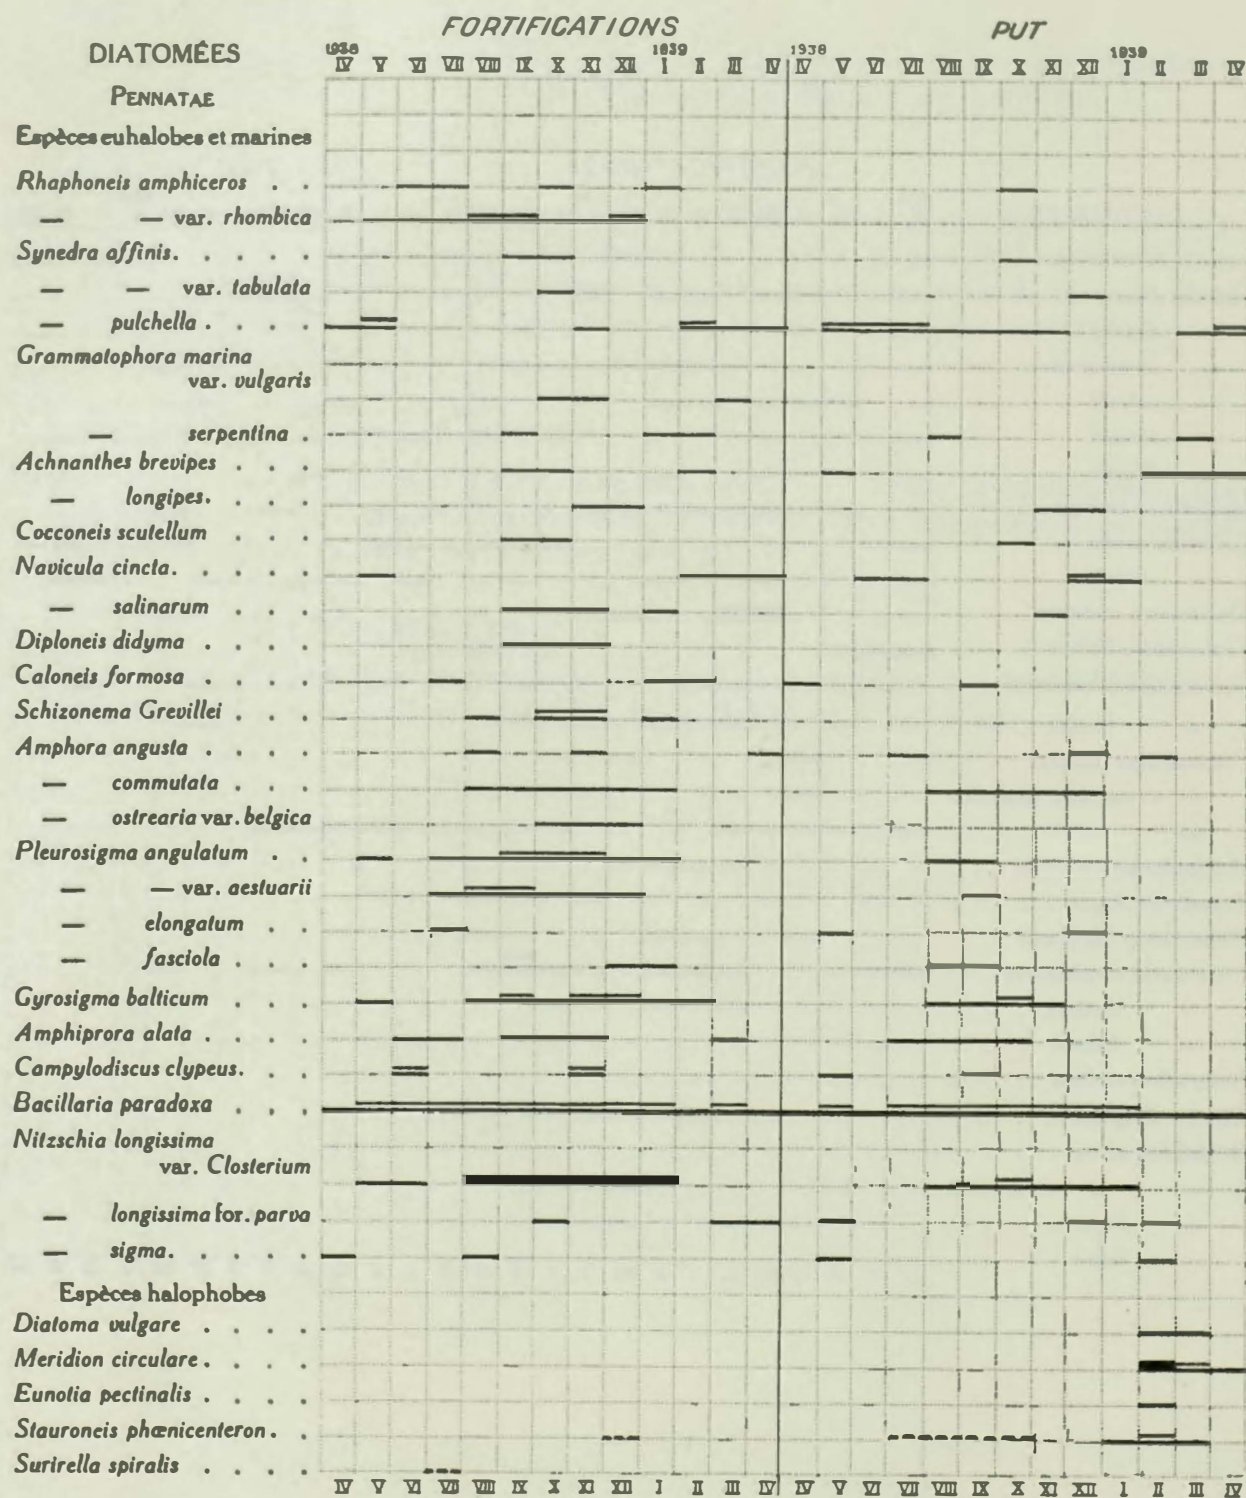 FORTIFICATIONS PUT
DIATOMÉES 1938 1939 1938 1939
IV V VI VII VIII IX X XI XII I II III IV IV V VI VII VIII IX X XI XII I II III IV
PENNATAE
Espèces euhalobes et marines
Rhaphoneis amphiceros . .
— — var. rhombica
Synedra affinis. . . . .
— — var. tabulata
— pulchella . . . .
Grammatophora marina
var. vulgaris
— serpentina .
Achnanthes brevipes . . .
— longipes. . . .
Cocconeis scutellum . .
Navicula cincta. . . . .
— salinarum . . .
Diploneis didyma . . . .
Caloneis formosa . . . .
Schizonema Grevillei . . .
Amphora angusta . . . .
— commutata . . .
— ostrearia var. belgica
Pleurosigma angulatum . .
— — var. aestuarii
— elongatum . .
— fasciola . . .
Gyrosigma balticum . . .
Amphiprora alata . . . .
Campylodiscus clypeus. . .
Bacillaria paradoxa . . .
Nitzschia longissima
var. Closterium
— longissima for. parva
— sigma. . . . .
Espèces halophobes
Diatoma vulgare . . . .
Meridion circulare . . . .
Eunotia pectinalis . . . .
Stauroneis phœnicenteron . .
Surirella spiralis . . . .
IV V VI VII VIII IX X XI XII I II III IV V VI VII VIII IX X XI XII I II III IV